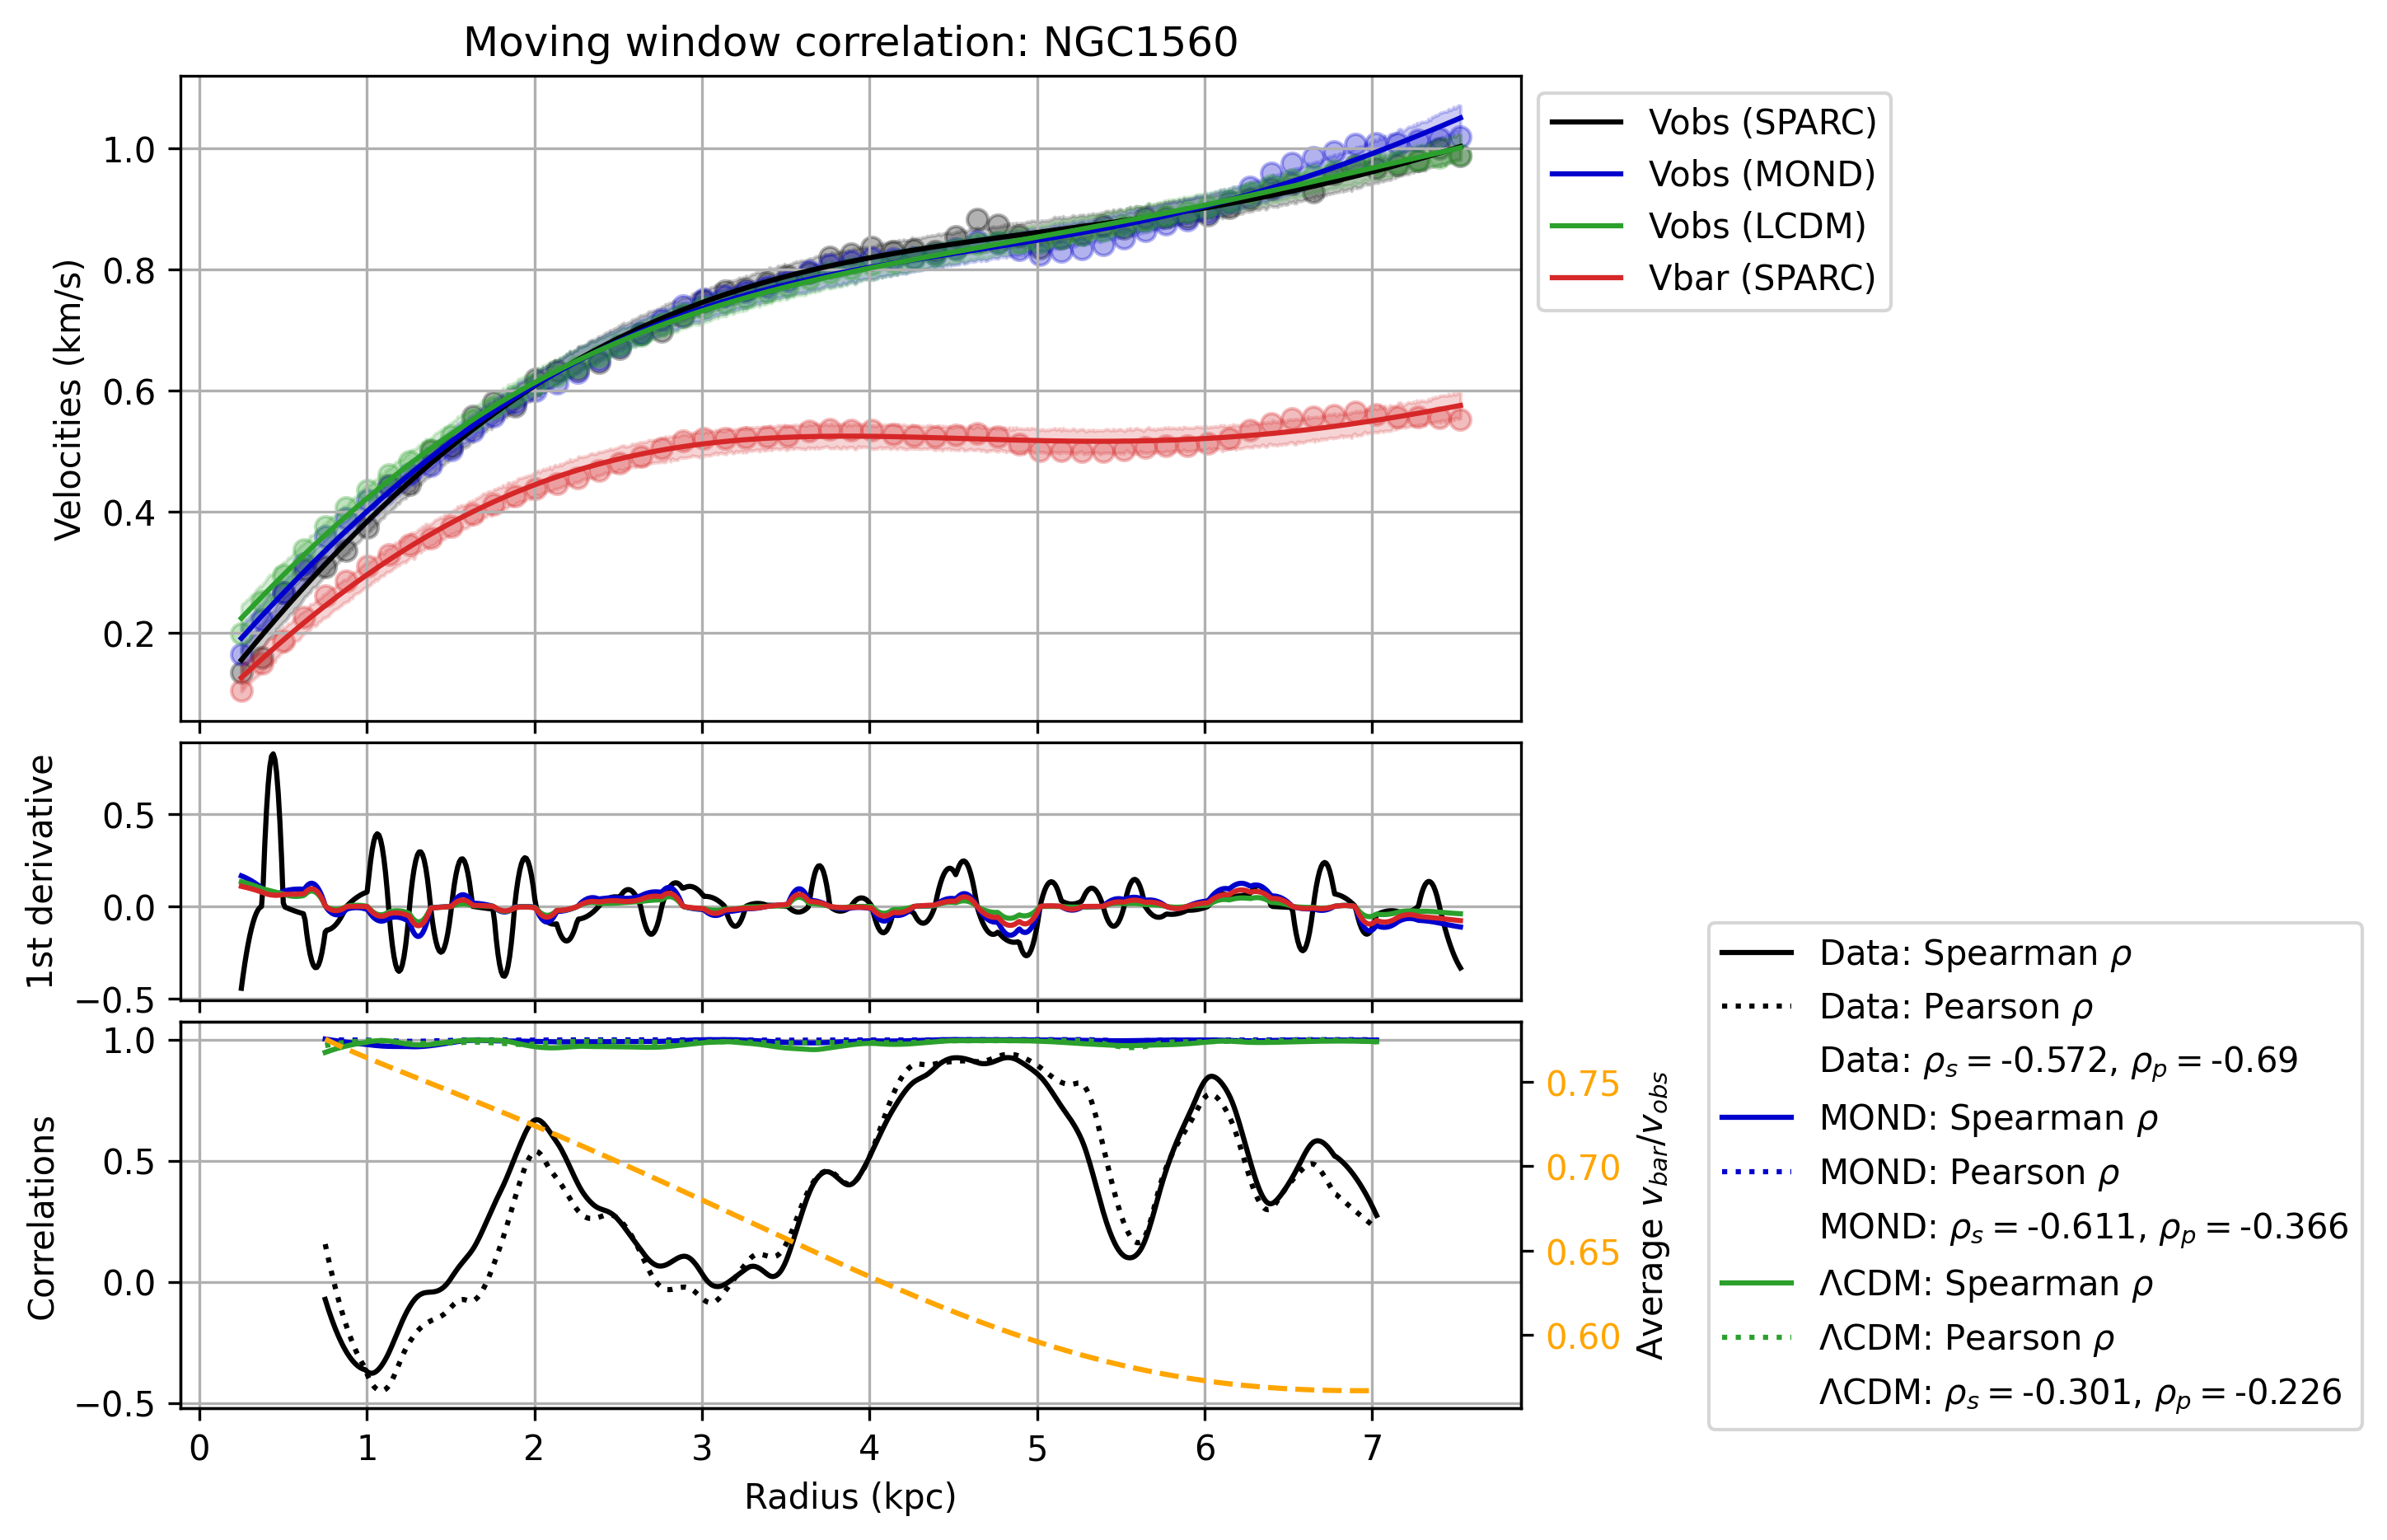 Moving window correlation: NGC1560
Velocities (km/s)
1.0
0.8
0.6
0.4
0.2
Vobs (SPARC)
Vobs (MOND)
Vobs (LCDM)
Vbar (SPARC)
1st derivative
0.5
0.0
−0.5
Correlations
1.0
0.5
0.0
−0.5
0.75
0.70
0.65
0.60
Average v_bar/v_obs
0 1 2 3 4 5 6 7
Radius (kpc)
Data: Spearman ρ
Data: Pearson ρ
Data: ρ_s = -0.572, ρ_p = -0.69
MOND: Spearman ρ
MOND: Pearson ρ
MOND: ρ_s = -0.611, ρ_p = -0.366
ΛCDM: Spearman ρ
ΛCDM: Pearson ρ
ΛCDM: ρ_s = -0.301, ρ_p = -0.226